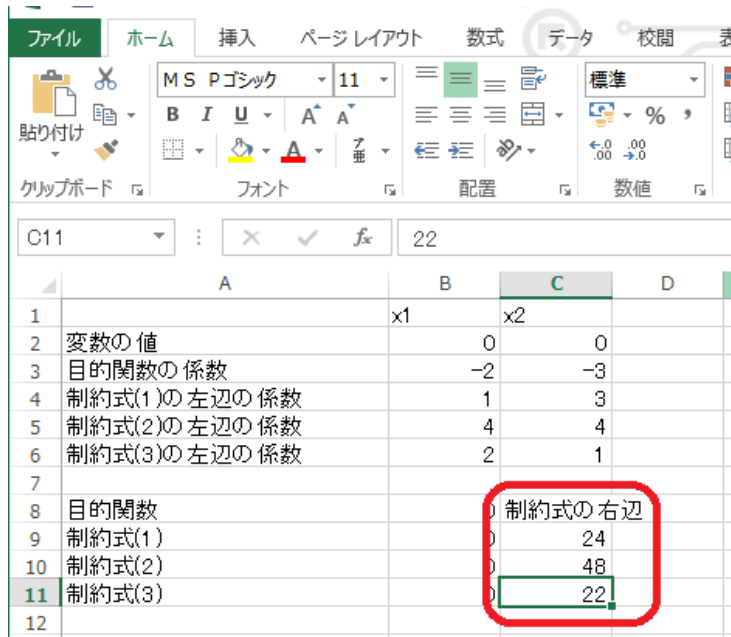 ファイル ホーム 挿入 ページ レイアウト 数式 データ 校閲
MS Pゴシック 11 標準
貼り付け B I U A A ア亜 % , .0 .00 .00 .0
クリップボード フォント 配置 数値
C11 fx 22
A B C D
1 x1 x2
2 変数の値 0 0
3 目的関数の係数 -2 -3
4 制約式(1)の左辺の係数 1 3
5 制約式(2)の左辺の係数 4 4
6 制約式(3)の左辺の係数 2 1
7
8 目的関数 0 制約式の右辺
9 制約式(1) 0 24
10 制約式(2) 0 48
11 制約式(3) 0 22
12